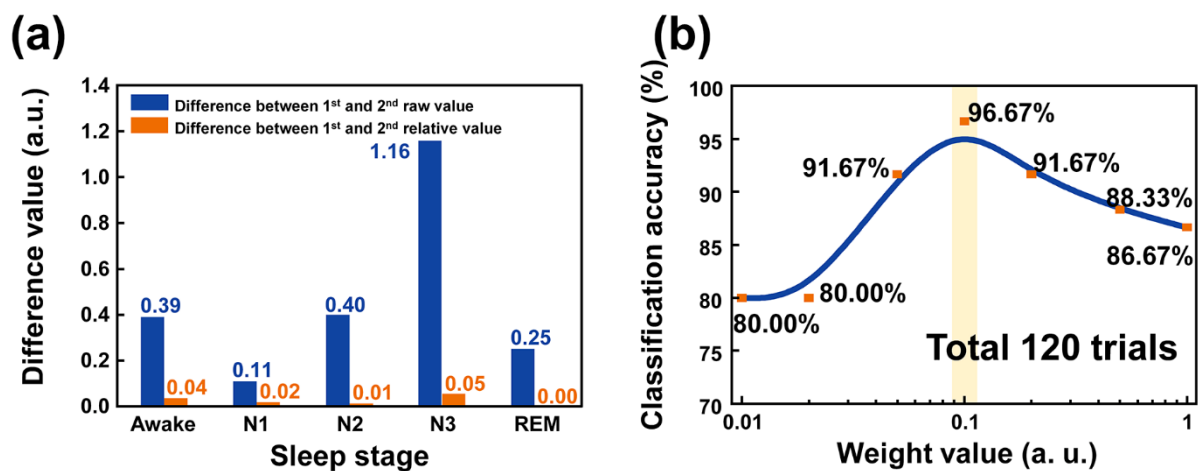 (a)
Difference value (a.u.)
1.4
1.2
1.0
0.8
0.6
0.4
0.2
0.0
Difference between 1st and 2nd raw value
Difference between 1st and 2nd relative value
0.39
0.04
0.11
0.02
0.40
0.01
1.16
0.05
0.25
0.00
Awake N1 N2 N3 REM
Sleep stage
(b)
Classification accuracy (%)
100
95
90
85
80
75
70
80.00%
80.00%
91.67%
96.67%
91.67%
88.33%
86.67%
Total 120 trials
0.01 0.1 1
Weight value (a. u.)